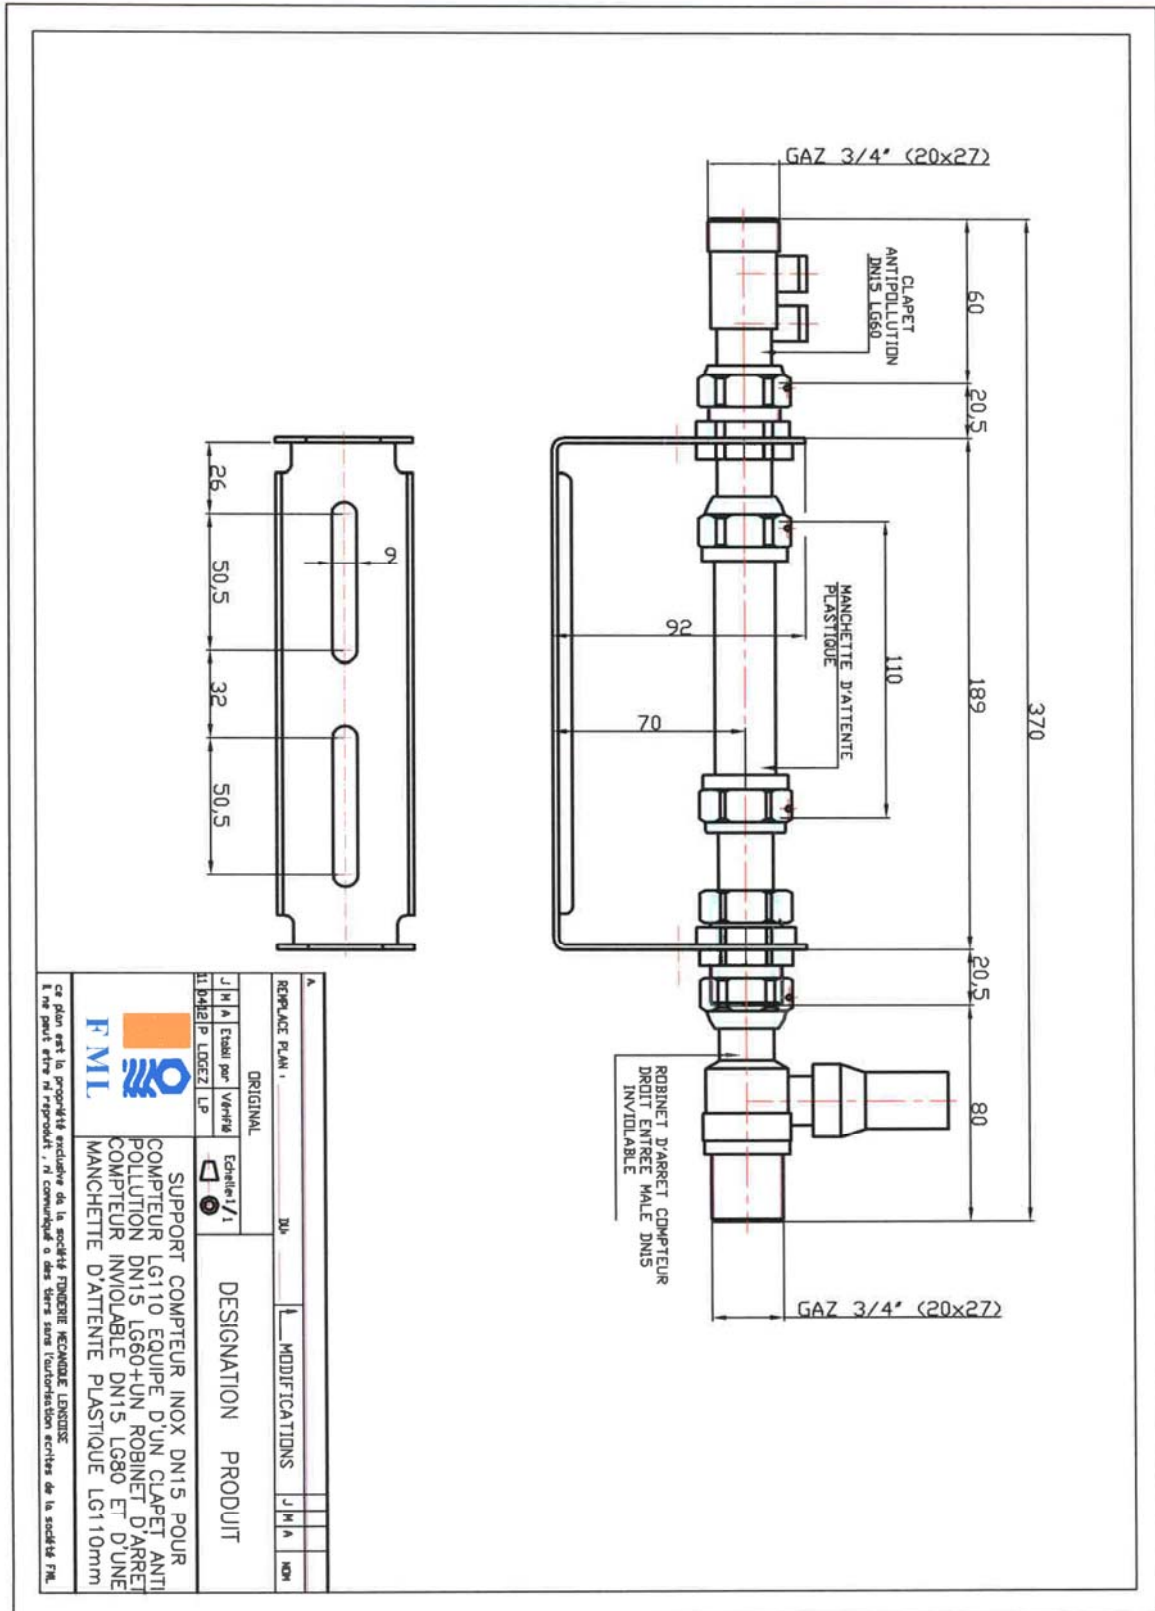 GAZ 3/4" (20x27)
370
60
20,5
189
20,5
80
CLAPET
ANTIPOLLUTION
DN15 LG60
110
MANCHETTE D'ATTENTE
PLASTIQUE
92
70
ROBINET D'ARRET COMPTEUR
DROIT ENTREE MALE DN15
INVIOLABLE
GAZ 3/4" (20x27)
9
26
50,5
32
50,5
A
REMPLACE PLAN :
DU:
MODIFICATIONS
J M A
NOM
ORIGINAL
J M A Etabli par Vérifié
11 0412 P LOGEZ LP
Echelle:1/1
DESIGNATION PRODUIT
FML
SUPPORT COMPTEUR INOX DN15 POUR
COMPTEUR LG110 EQUIPE D'UN CLAPET ANTI
POLLUTION DN15 LG60+UN ROBINET D'ARRET
COMPTEUR INVIOLABLE DN15 LG80 ET D'UNE
MANCHETTE D'ATTENTE PLASTIQUE LG110mm
ce plan est la propriété exclusive de la société FONDERIE MECANIQUE LENSOISE
il ne peut etre ni reproduit , ni communiqué a des tiers sans l'autorisation ecrites de la société FML